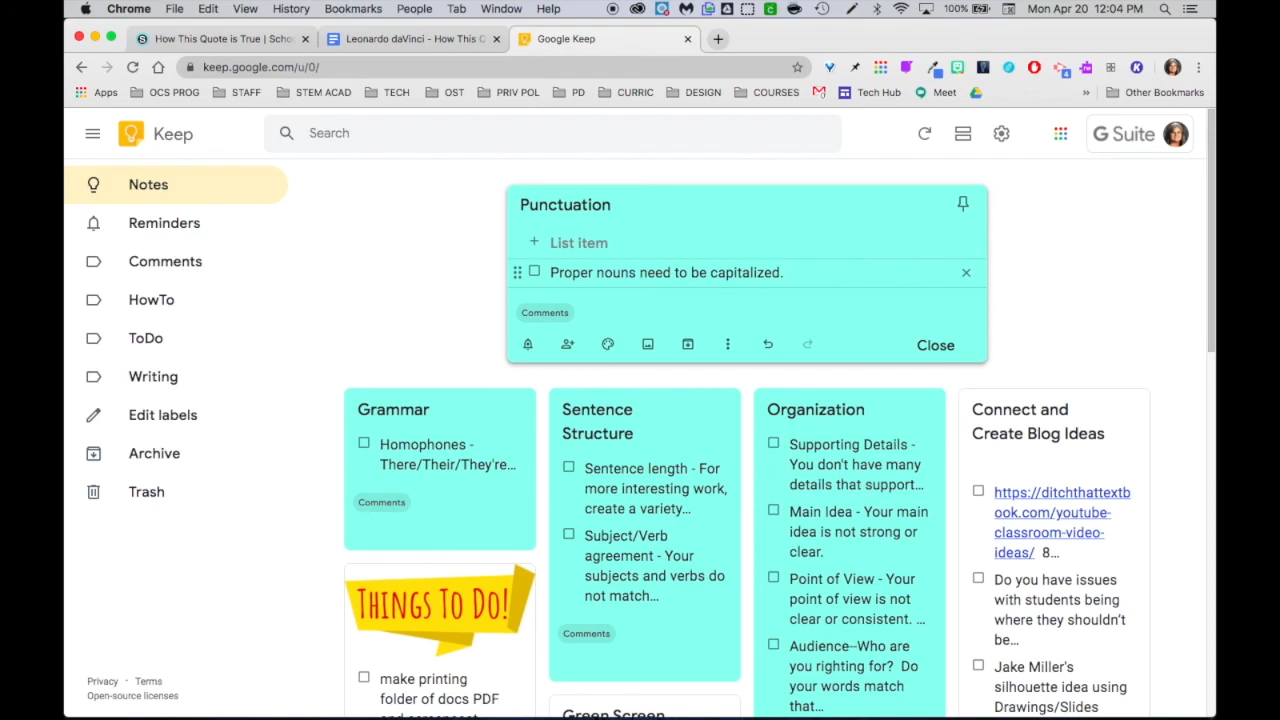 Chrome File Edit View History Bookmarks People Tab Window Help 100% Mon Apr 20 12:04 PM
How This Quote is True | Scho Leonardo daVinci - How This Q Google Keep
keep.google.com/u/0/
Apps OCS PROG STAFF STEM ACAD TECH OST PRIV POL PD CURRIC DESIGN COURSES Tech Hub Meet » Other Bookmarks
Keep Search G Suite
Notes
Reminders
Comments
HowTo
ToDo
Writing
Edit labels
Archive
Trash
Privacy · Terms
Open-source licenses
Punctuation
+ List item
Proper nouns need to be capitalized.
Comments
Close
Grammar
Homophones -
There/Their/They're...
Comments
THINGS TO DO!
make printing
folder of docs PDF
Sentence
Structure
Sentence length - For
more interesting work,
create a variety...
Subject/Verb
agreement - Your
subjects and verbs do
not match...
Comments
Green Screen
Organization
Supporting Details -
You don't have many
details that support...
Main Idea - Your main
idea is not strong or
clear.
Point of View - Your
point of view is not
clear or consistent. ...
Audience--Who are
you righting for? Do
your words match
that...
Connect and
Create Blog Ideas
https://ditchthattextb
ook.com/youtube-
classroom-video-
ideas/ 8...
Do you have issues
with students being
where they shouldn't
be...
Jake Miller's
silhouette idea using
Drawings/Slides